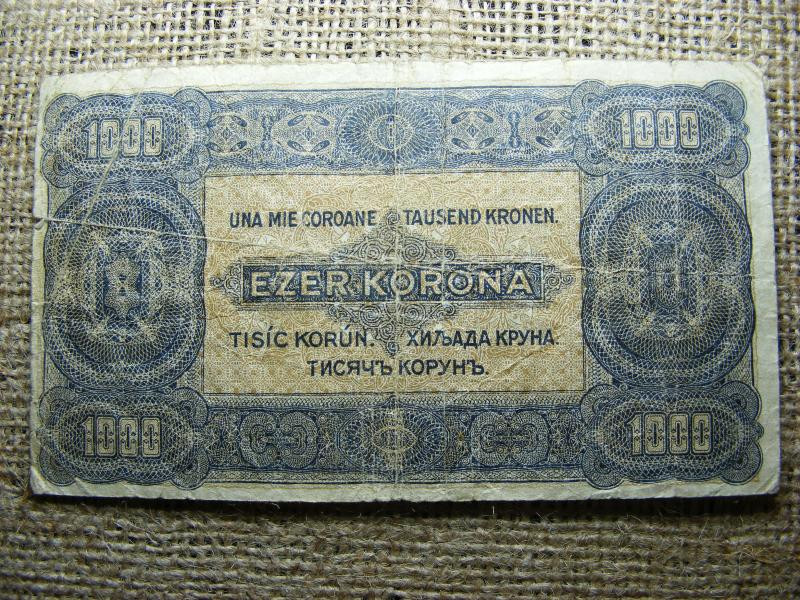 1000 1000
UNA MIE COROANE TAUSEND KRONEN.
EZER KORONA
TISÍC KORÚN. ХИЉАДА КРУНА.
ТИСЯЧЪ КОРУНЪ.
1000 1000